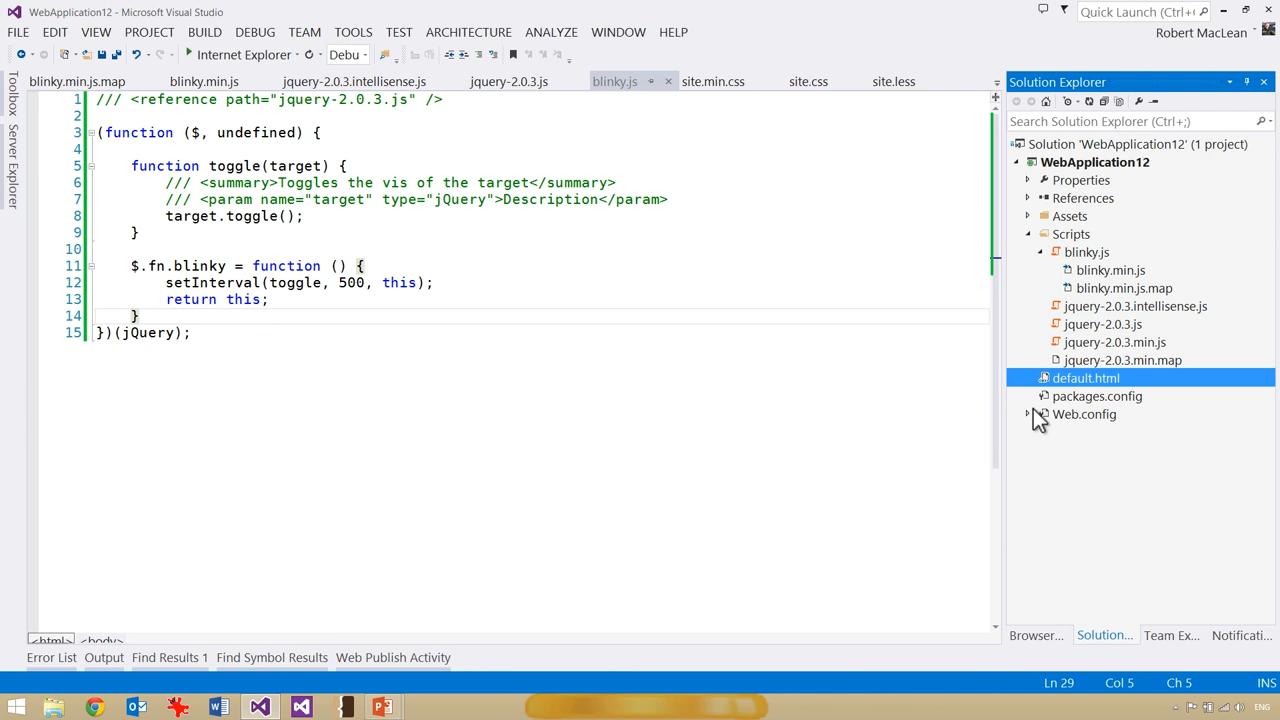 WebApplication12 - Microsoft Visual Studio
Quick Launch (Ctrl+
FILE EDIT VIEW PROJECT BUILD DEBUG TEAM TOOLS TEST ARCHITECTURE ANALYZE WINDOW HELP
Robert MacLean
Internet Explorer
Debu
Toolbox
Server Explorer
blinky.min.js.map blinky.min.js jquery-2.0.3.intellisense.js jquery-2.0.3.js blinky.js site.min.css site.css site.less
1 /// <reference path="jquery-2.0.3.js" />
2
3 (function ($, undefined) {
4
5 function toggle(target) {
6 /// <summary>Toggles the vis of the target</summary>
7 /// <param name="target" type="jQuery">Description</param>
8 target.toggle();
9 }
10
11 $.fn.blinky = function () {
12 setInterval(toggle, 500, this);
13 return this;
14 }
15 })(jQuery);
<html> <body>
Solution Explorer
Search Solution Explorer (Ctrl+;)
Solution 'WebApplication12' (1 project)
WebApplication12
Properties
References
Assets
Scripts
blinky.js
blinky.min.js
blinky.min.js.map
jquery-2.0.3.intellisense.js
jquery-2.0.3.js
jquery-2.0.3.min.js
jquery-2.0.3.min.map
default.html
packages.config
Web.config
Browser... Solution... Team Ex... Notificati...
Error List Output Find Results 1 Find Symbol Results Web Publish Activity
Ln 29 Col 5 Ch 5 INS
ENG